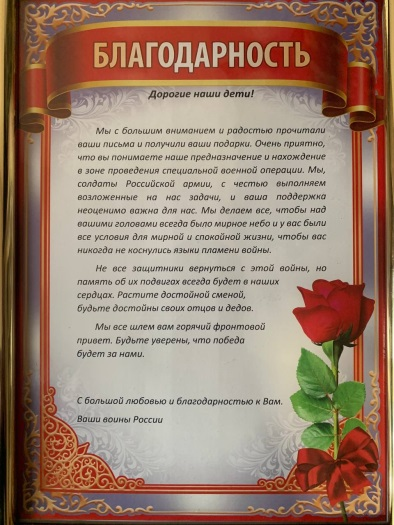 БЛАГОДАРНОСТЬ
Дорогие наши дети!
Мы с большим вниманием и радостью прочитали
ваши письма и получили ваши подарки. Очень приятно,
что вы понимаете наше предназначение и нахождение
в зоне проведения специальной военной операции. Мы,
солдаты Российской армии, с честью выполняем
возложенные на нас задачи, и ваша поддержка
неоценимо важна для нас. Мы делаем все, чтобы над
вашими головами всегда было мирное небо и у вас были
все условия для мирной и спокойной жизни, чтобы вас
никогда не коснулись языки пламени войны.
Не все защитники вернуться с этой войны, но
память об их подвигах всегда будет в наших
сердцах. Растите достойной сменой,
будьте достойны своих отцов и дедов.
Мы все шлем вам горячий фронтовой
привет. Будьте уверены, что победа
будет за нами.
С большой любовью и благодарностью к Вам.
Ваши воины России